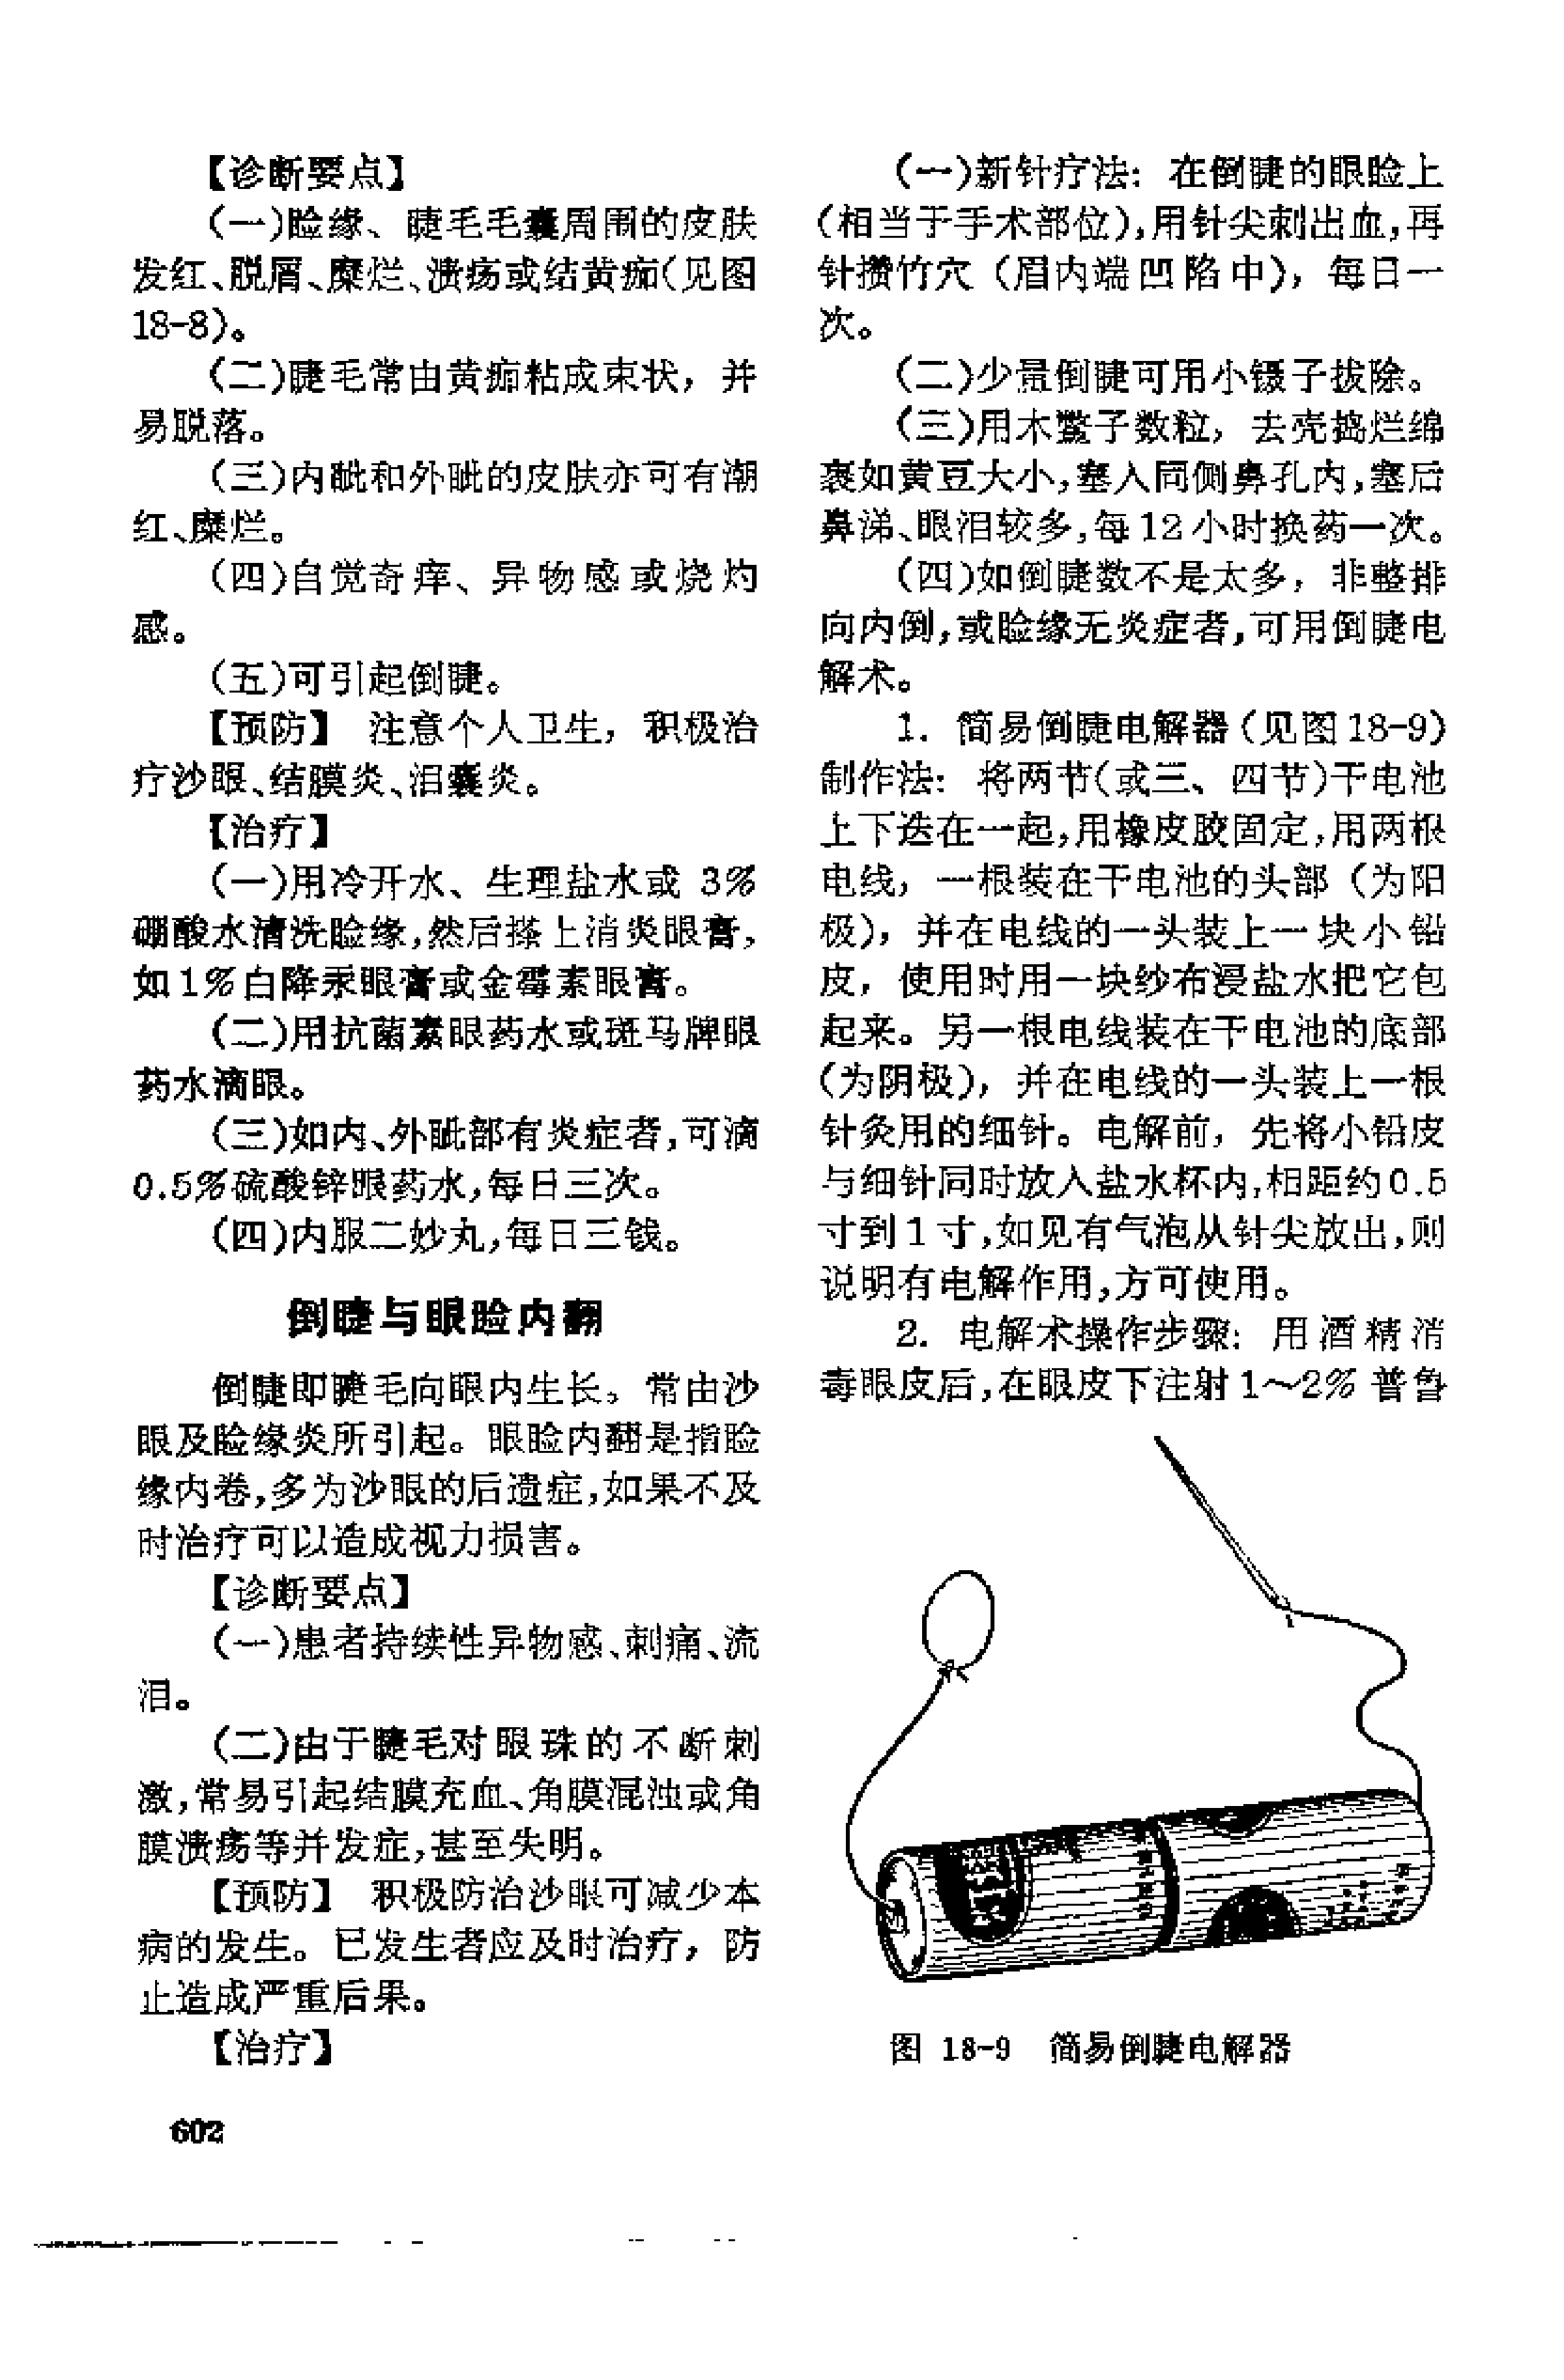 【诊断要点】
(一)睑缘、睫毛毛囊周围的皮肤
发红、脱屑、糜烂、溃疡或结黄痂(见图
18-8)。
(二)睫毛常由黄痂粘成束状，并
易脱落。
(三)内眦和外眦的皮肤亦可有潮
红、糜烂。
(四)自觉奇痒、异物感或烧灼
感。
(五)可引起倒睫。
【预防】 注意个人卫生，积极治
疗沙眼、结膜炎、泪囊炎。
【治疗】
(一)用冷开水、生理盐水或 3%
硼酸水清洗睑缘,然后搽上消炎眼膏,
如1%白降汞眼膏或金霉素眼膏。
(二)用抗菌素眼药水或斑马牌眼
药水滴眼。
(三)如内、外眦部有炎症者,可滴
0.5%硫酸锌眼药水,每日三次。
(四)内服二妙丸,每日三钱。
倒睫与眼睑内翻
倒睫即睫毛向眼内生长。常由沙
眼及睑缘炎所引起。眼睑内翻是指睑
缘内卷,多为沙眼的后遗症,如果不及
时治疗可以造成视力损害。
【诊断要点】
(一)患者持续性异物感、刺痛、流
泪。
(二)由于睫毛对眼珠的不断刺
激,常易引起结膜充血、角膜混浊或角
膜溃疡等并发症,甚至失明。
【预防】 积极防治沙眼可减少本
病的发生。已发生者应及时治疗，防
止造成严重后果。
【治疗】
(一)新针疗法：在倒睫的眼睑上
(相当于手术部位),用针尖刺出血,再
针攒竹穴（眉内端凹陷中），每日一
次。
(二)少量倒睫可用小镊子拔除。
(三)用木鳖子数粒，去壳捣烂绵
裹如黄豆大小,塞入同侧鼻孔内,塞后
鼻涕、眼泪较多,每12小时换药一次。
(四)如倒睫数不是太多，非整排
向内倒,或睑缘无炎症者,可用倒睫电
解术。
1. 简易倒睫电解器(见图18-9)
制作法：将两节(或三、四节)干电池
上下迭在一起,用橡皮胶固定,用两根
电线，一根装在干电池的头部（为阳
极），并在电线的一头装上一块小铅
皮，使用时用一块纱布浸盐水把它包
起来。另一根电线装在干电池的底部
(为阴极)，并在电线的一头装上一根
针灸用的细针。电解前，先将小铅皮
与细针同时放入盐水杯内,相距约0.5
寸到1寸,如见有气泡从针尖放出,则
说明有电解作用,方可使用。
2. 电解术操作步骤：用酒精消
毒眼皮后,在眼皮下注射1～2% 普鲁
图 18-9 简易倒睫电解器
602